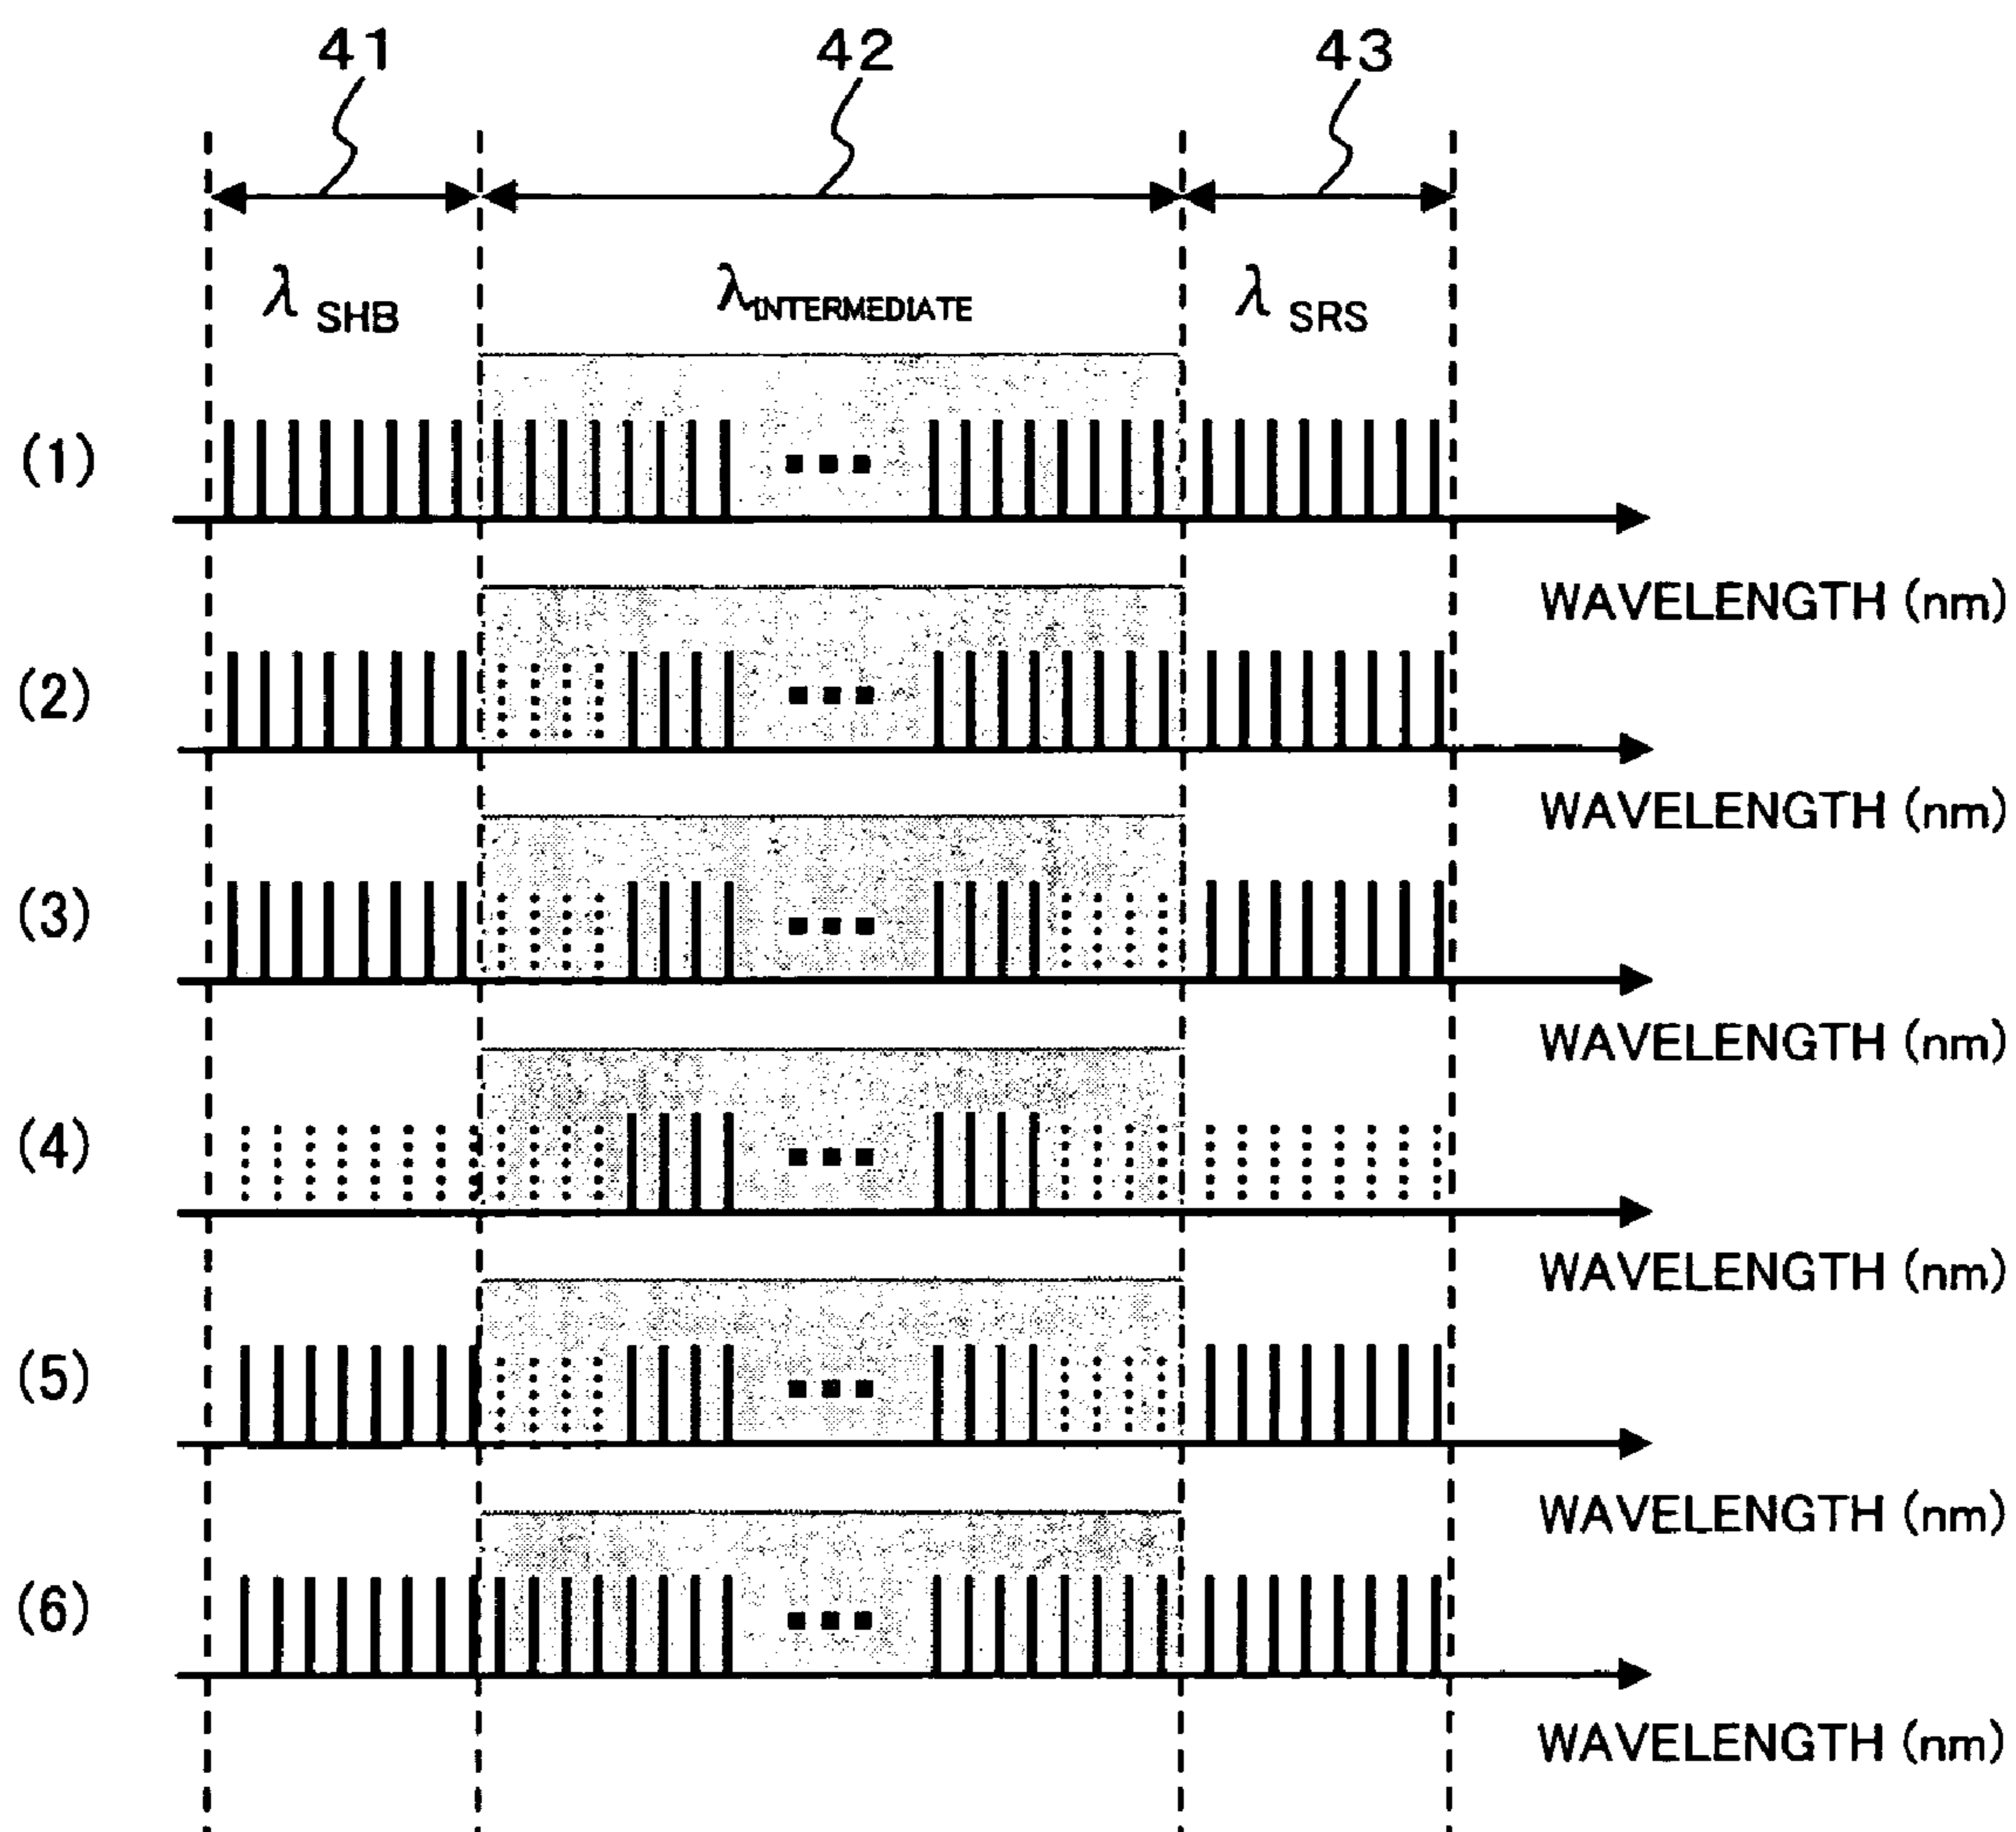 41 42 43
λ SHB λINTERMEDIATE λ SRS
(1)
WAVELENGTH (nm)
(2)
WAVELENGTH (nm)
(3)
WAVELENGTH (nm)
(4)
WAVELENGTH (nm)
(5)
WAVELENGTH (nm)
(6)
WAVELENGTH (nm)